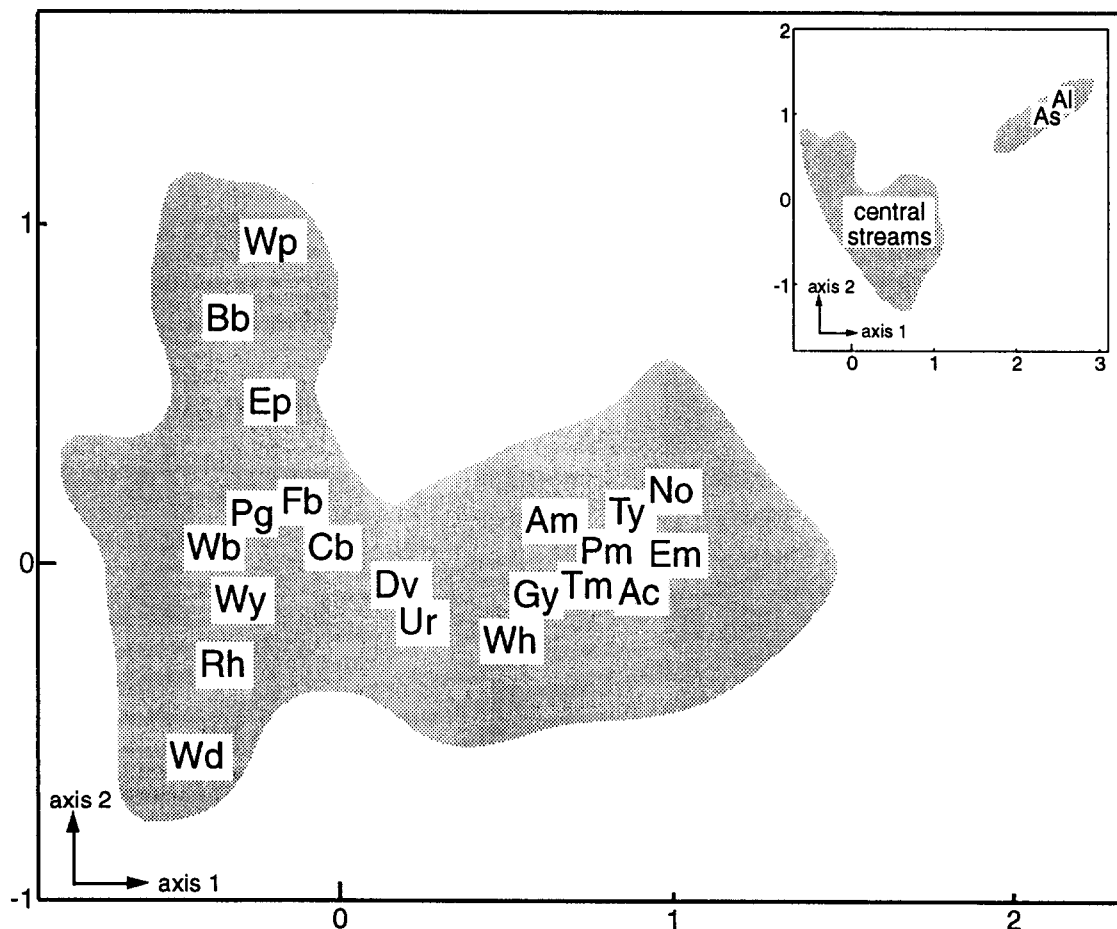 2
1
0
-1
Al
As
central
streams
axis 2
axis 1
0
1
2
3
1
0
-1
Wp
Bb
Ep
Pg
Fb
Wb
Cb
Wy
Rh
Wd
Dv
Ur
Am
Ty
No
Pm
Em
Gy
Tm
Ac
Wh
axis 2
axis 1
0
1
2